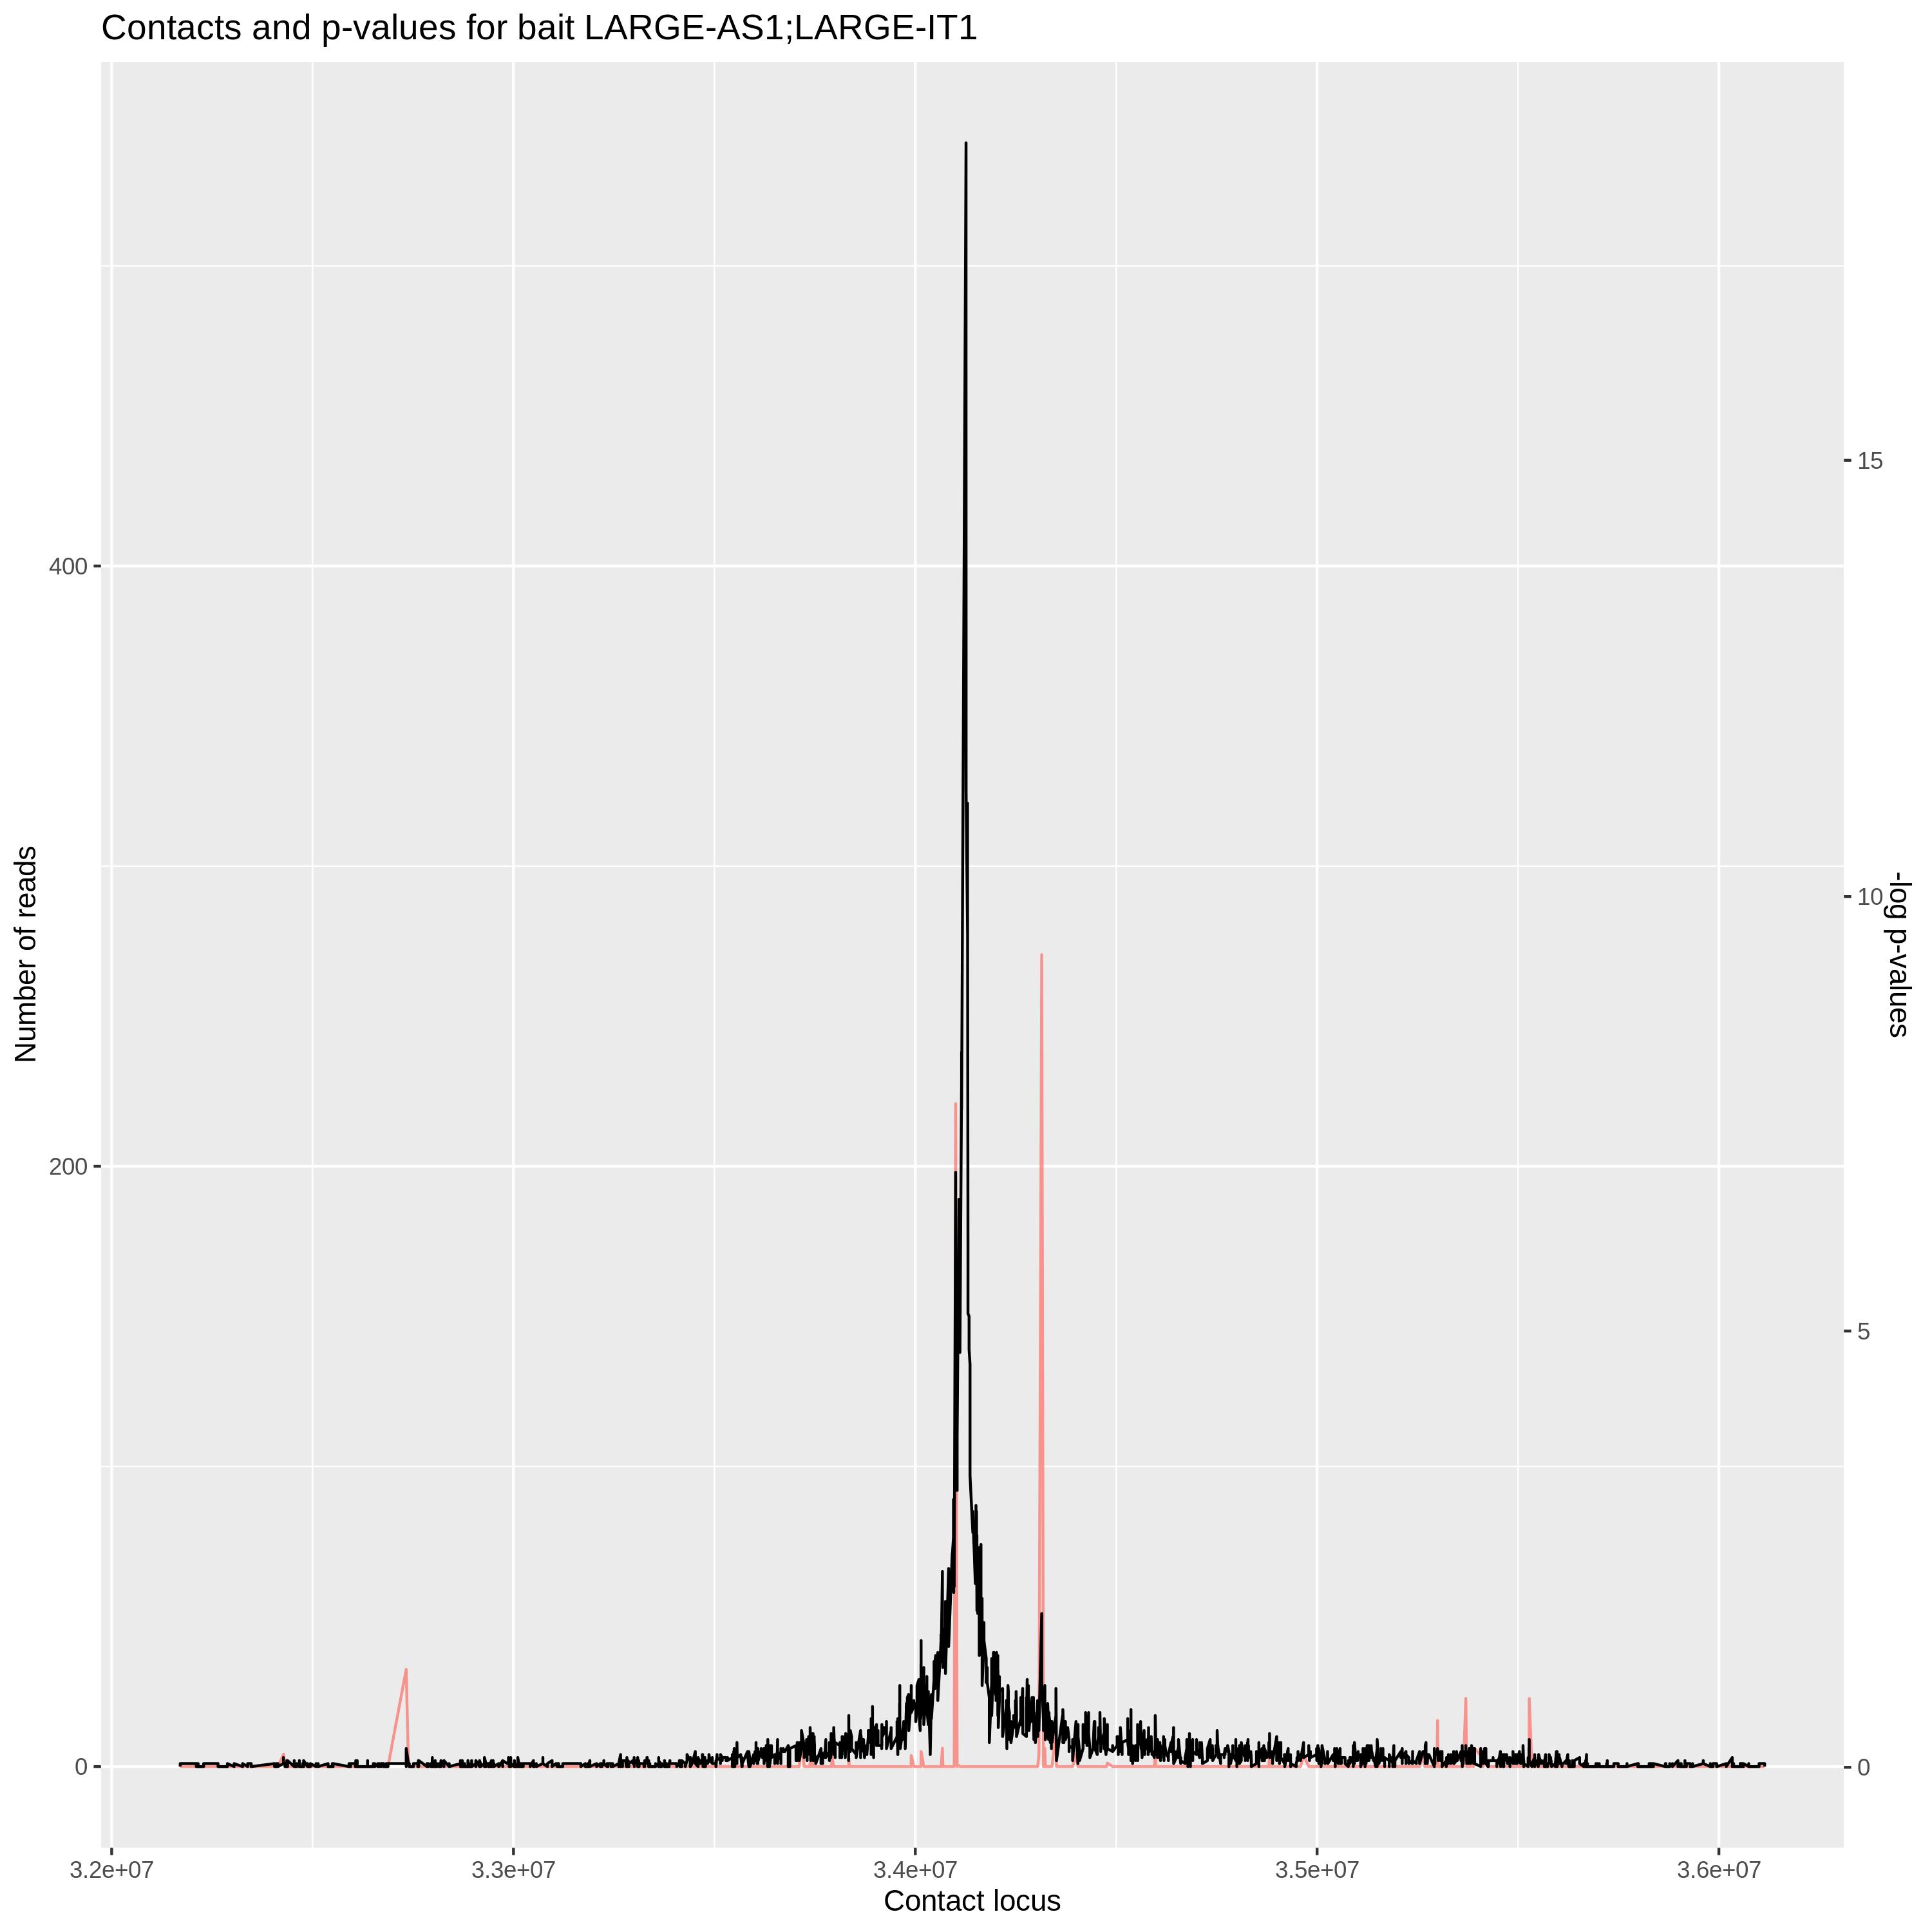 Contacts and p-values for bait LARGE-AS1;LARGE-IT1
Number of reads
400
200
0
15
10
5
0
-log p-values
3.2e+07 3.3e+07 3.4e+07 3.5e+07 3.6e+07
Contact locus